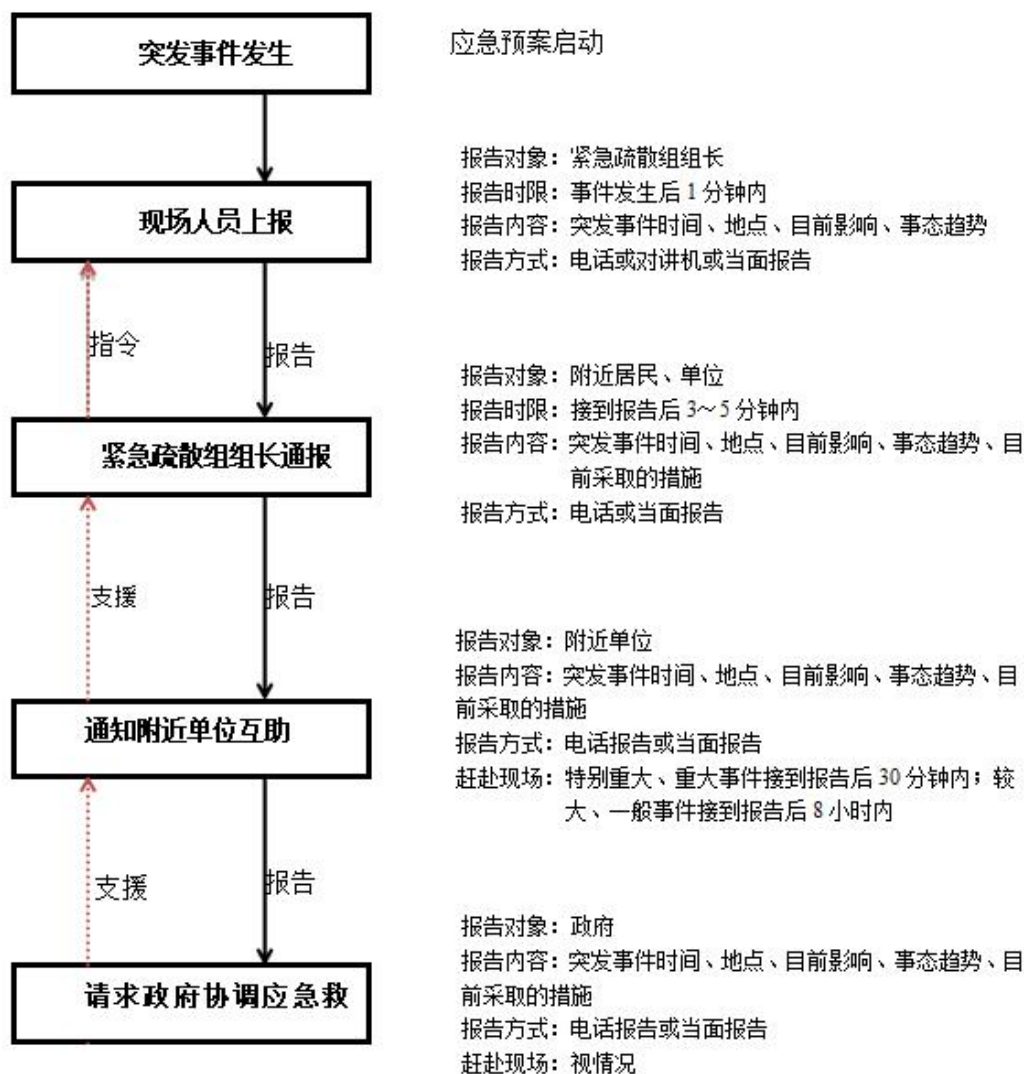 突发事件发生
应急预案启动
报告对象：紧急疏散组组长
报告时限：事件发生后1分钟内
现场人员上报
报告内容：突发事件时间、地点、目前影响、事态趋势
报告方式：电话或对讲机或当面报告
指令
报告
报告对象：附近居民、单位
报告时限：接到报告后3～5分钟内
紧急疏散组组长通报
报告内容：突发事件时间、地点、目前影响、事态趋势、目
前采取的措施
报告方式：电话或当面报告
支援
报告
报告对象：附近单位
报告内容：突发事件时间、地点、目前影响、事态趋势、目
前采取的措施
通知附近单位互助
报告方式：电话报告或当面报告
赶赴现场：特别重大、重大事件接到报告后30分钟内；较
大、一般事件接到报告后8小时内
支援
报告
报告对象：政府
报告内容：突发事件时间、地点、目前影响、事态趋势、目
前采取的措施
请求政府协调应急救
报告方式：电话报告或当面报告
赶赴现场：视情况